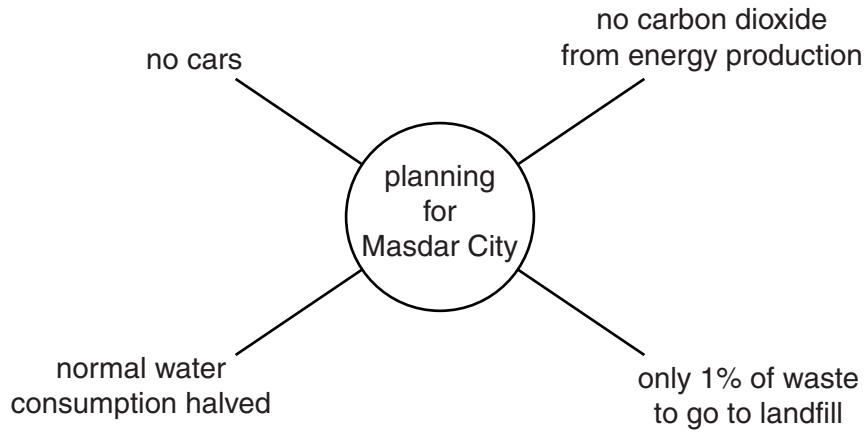 no cars
no carbon dioxide
from energy production
planning
for
Masdar City
normal water
consumption halved
only 1% of waste
to go to landfill